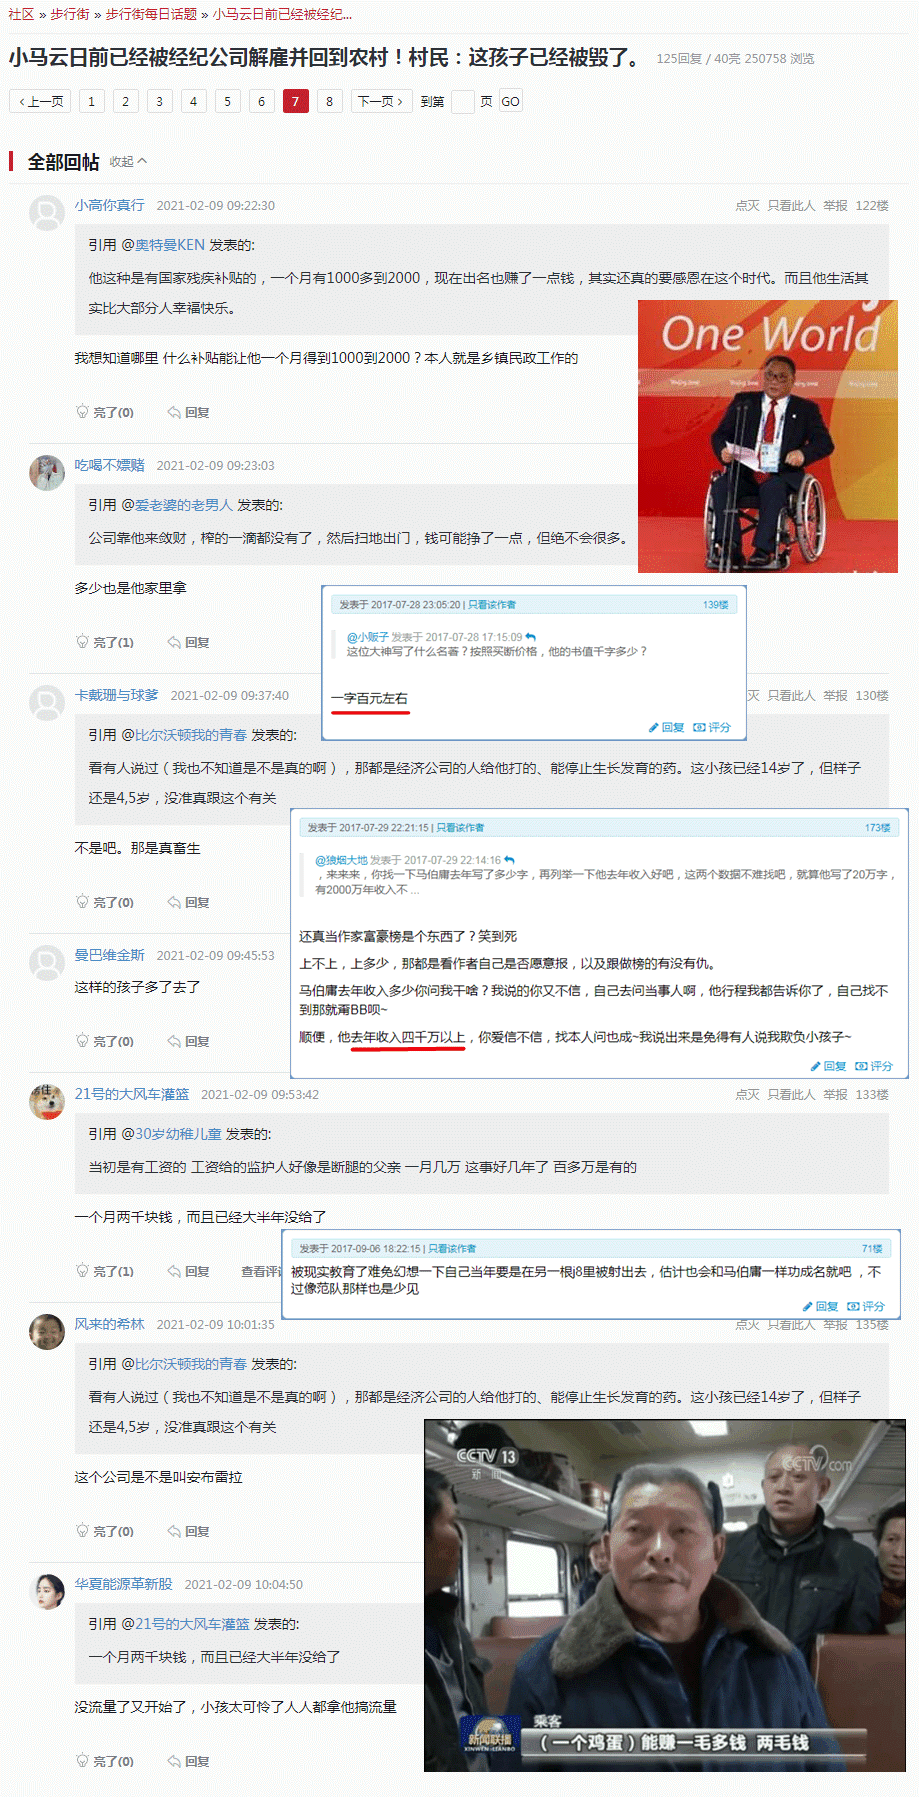 社区 » 步行街 » 步行街每日话题 » 小马云日前已经被经纪...
小马云日前已经被经纪公司解雇并回到农村！村民：这孩子已经被毁了。 125回复 / 40亮 250758 浏览
上一页 1 2 3 4 5 6 7 8 下一页 到第 页 GO
全部回帖 收起
小高你真行 2021-02-09 09:22:30 点灭 只看此人 举报 122楼
引用 @奥特曼KEN 发表的:
他这种是有国家残疾补贴的，一个月有1000多到2000，现在出名也赚了一点钱，其实还真的要感恩在这个时代。而且他生活其
实比大部分人幸福快乐。
我想知道哪里 什么补贴能让他一个月得到1000到2000？本人就是乡镇民政工作的
亮了(0) 回复
One World
吃喝不嫖赌 2021-02-09 09:23:03
引用 @爱老婆的老男人 发表的:
公司靠他来敛财，榨的一滴都没有了，然后扫地出门，钱可能挣了一点，但绝不会很多。
多少也是他家里拿
亮了(1) 回复
发表于 2017-07-28 23:05:20 | 只看该作者 139楼
@小贩子 发表于 2017-07-28 17:15:09
这位大神写了什么名著？按照买断价格，他的书值千字多少？
一字百元左右
回复 评分
卡戴珊与球爹 2021-02-09 09:37:40 灭 只看此人 举报 130楼
引用 @比尔沃顿我的青春 发表的:
看有人说过（我也不知道是不是真的啊），那都是经济公司的人给他打的、能停止生长发育的药。这小孩已经14岁了，但样子
还是4,5岁，没准真跟这个有关
不是吧。那是真畜生
亮了(0) 回复
发表于 2017-07-29 22:21:15 | 只看该作者 173楼
@狼烟大地 发表于 2017-07-29 22:14:16
，来来来，你找一下马伯庸去年写了多少字，再列举一下他去年收入好吧，这两个数据不难找吧，就算他写了20万字，
有2000万年收入不 ...
还真当作家富豪榜是个东西了？笑到死
上不上，上多少，那都是看作者自己是否愿意报，以及跟做榜的有没有仇。
马伯庸去年收入多少你问我干啥？我说的你又不信，自己去问当事人啊，他行程我都告诉你了，自己找不
到那就甭BB呗~
顺便，他去年收入四千万以上，你爱信不信，找本人问也成~我说出来是免得有人说我欺负小孩子~
回复 评分
曼巴维金斯 2021-02-09 09:45:53
这样的孩子多了去了
亮了(0) 回复
21号的大风车灌篮 2021-02-09 09:53:42 点灭 只看此人 举报 133楼
引用 @30岁幼稚儿童 发表的:
当初是有工资的 工资给的监护人好像是断腿的父亲 一月几万 这事好几年了 百多万是有的
一个月两千块钱，而且已经大半年没给了
亮了(1) 回复 查看评
发表于 2017-09-06 18:22:15 | 只看该作者 71楼
被现实教育了难免幻想一下自己当年要是在另一根j8里被射出去，估计也会和马伯庸一样功成名就吧 ，不
过像范队那样也是少见
回复 评分
风来的希林 2021-02-09 10:01:35 点灭 只看此人 举报 135楼
引用 @比尔沃顿我的青春 发表的:
看有人说过（我也不知道是不是真的啊），那都是经济公司的人给他打的、能停止生长发育的药。这小孩已经14岁了，但样子
还是4,5岁，没准真跟这个有关
这个公司是不是叫安布雷拉
亮了(0) 回复
CCTV 13
新闻
CCTV.com
华夏能源革新股 2021-02-09 10:04:50
引用 @21号的大风车灌篮 发表的:
一个月两千块钱，而且已经大半年没给了
没流量了又开始了，小孩太可怜了人人都拿他搞流量
亮了(0) 回复
乘客
新闻联播
XINWEN LIANBO
（一个鸡蛋）能赚一毛多钱 两毛钱